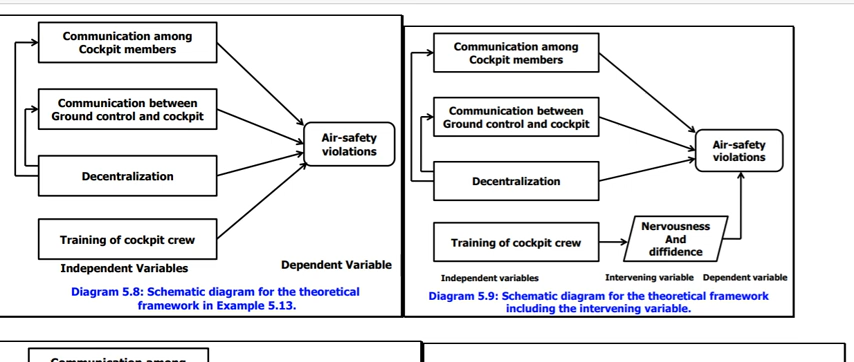 Communication among
Cockpit members
Communication between
Ground control and cockpit
Decentralization
Training of cockpit crew
Air-safety
violations
Independent Variables
Dependent Variable
Diagram 5.8: Schematic diagram for the theoretical
framework in Example 5.13.
Communication among
Cockpit members
Communication between
Ground control and cockpit
Decentralization
Training of cockpit crew
Nervousness
And
diffidence
Air-safety
violations
Independent variables
Intervening variable
Dependent variable
Diagram 5.9: Schematic diagram for the theoretical framework
including the intervening variable.
Communication among